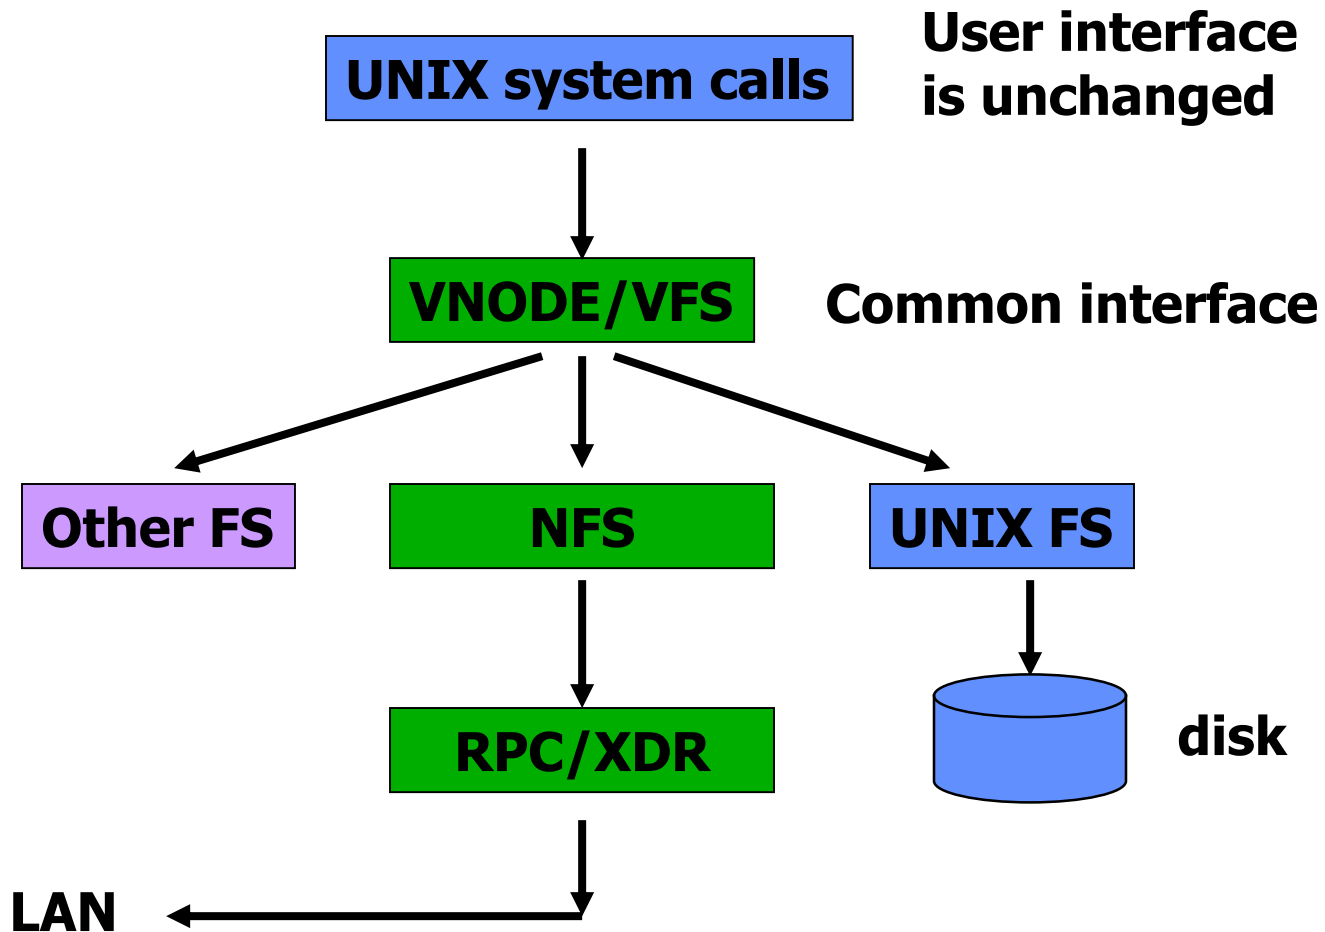 UNIX system calls
User interface
is unchanged
VNODE/VFS
Common interface
Other FS
NFS
UNIX FS
RPC/XDR
disk
LAN